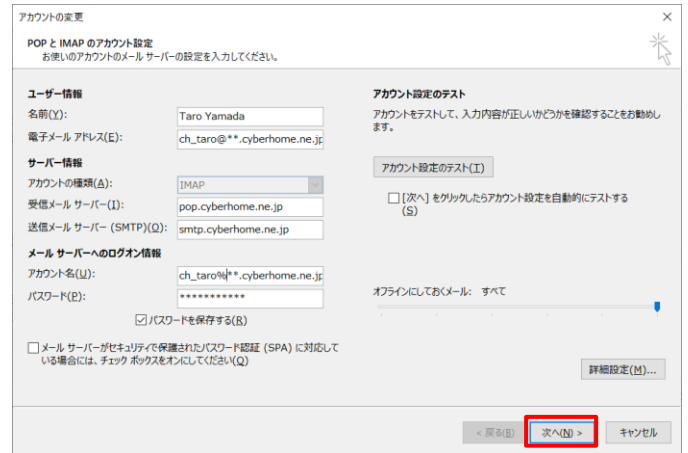 アカウントの変更
POP と IMAP のアカウント設定
お使いのアカウントのメール サーバーの設定を入力してください。
ユーザー情報
名前(Y):
Taro Yamada
電子メール アドレス(E):
ch_taro@**.cyberhome.ne.jp
サーバー情報
アカウントの種類(A):
IMAP
受信メール サーバー(I):
pop.cyberhome.ne.jp
送信メール サーバー (SMTP)(O):
smtp.cyberhome.ne.jp
メール サーバーへのログオン情報
アカウント名(U):
ch_taro%**.cyberhome.ne.jp
パスワード(P):
***********
パスワードを保存する(R)
メール サーバーがセキュリティで保護されたパスワード認証 (SPA) に対応して
いる場合には、チェック ボックスをオンにしてください(Q)
アカウント設定のテスト
アカウントをテストして、入力内容が正しいかどうかを確認することをお勧めし
ます。
アカウント設定のテスト(T)
[次へ] をクリックしたらアカウント設定を自動的にテストする
(S)
オフラインにしておくメール: すべて
詳細設定(M)...
< 戻る(B)
次へ(N) >
キャンセル